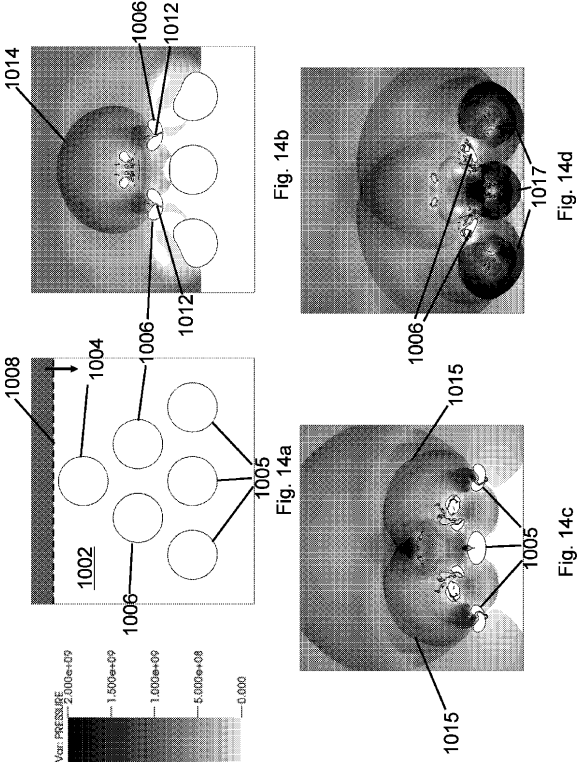 Var: PRESSURE
2.000e+09
1.500e+09
1.000e+09
5.000e+08
0.000
1008
1004
1002
1006
1006
1005
Fig. 14a
1014
1006
1012
1006
1012
Fig. 14b
1015
1015
1005
Fig. 14c
1006
1017
Fig. 14d